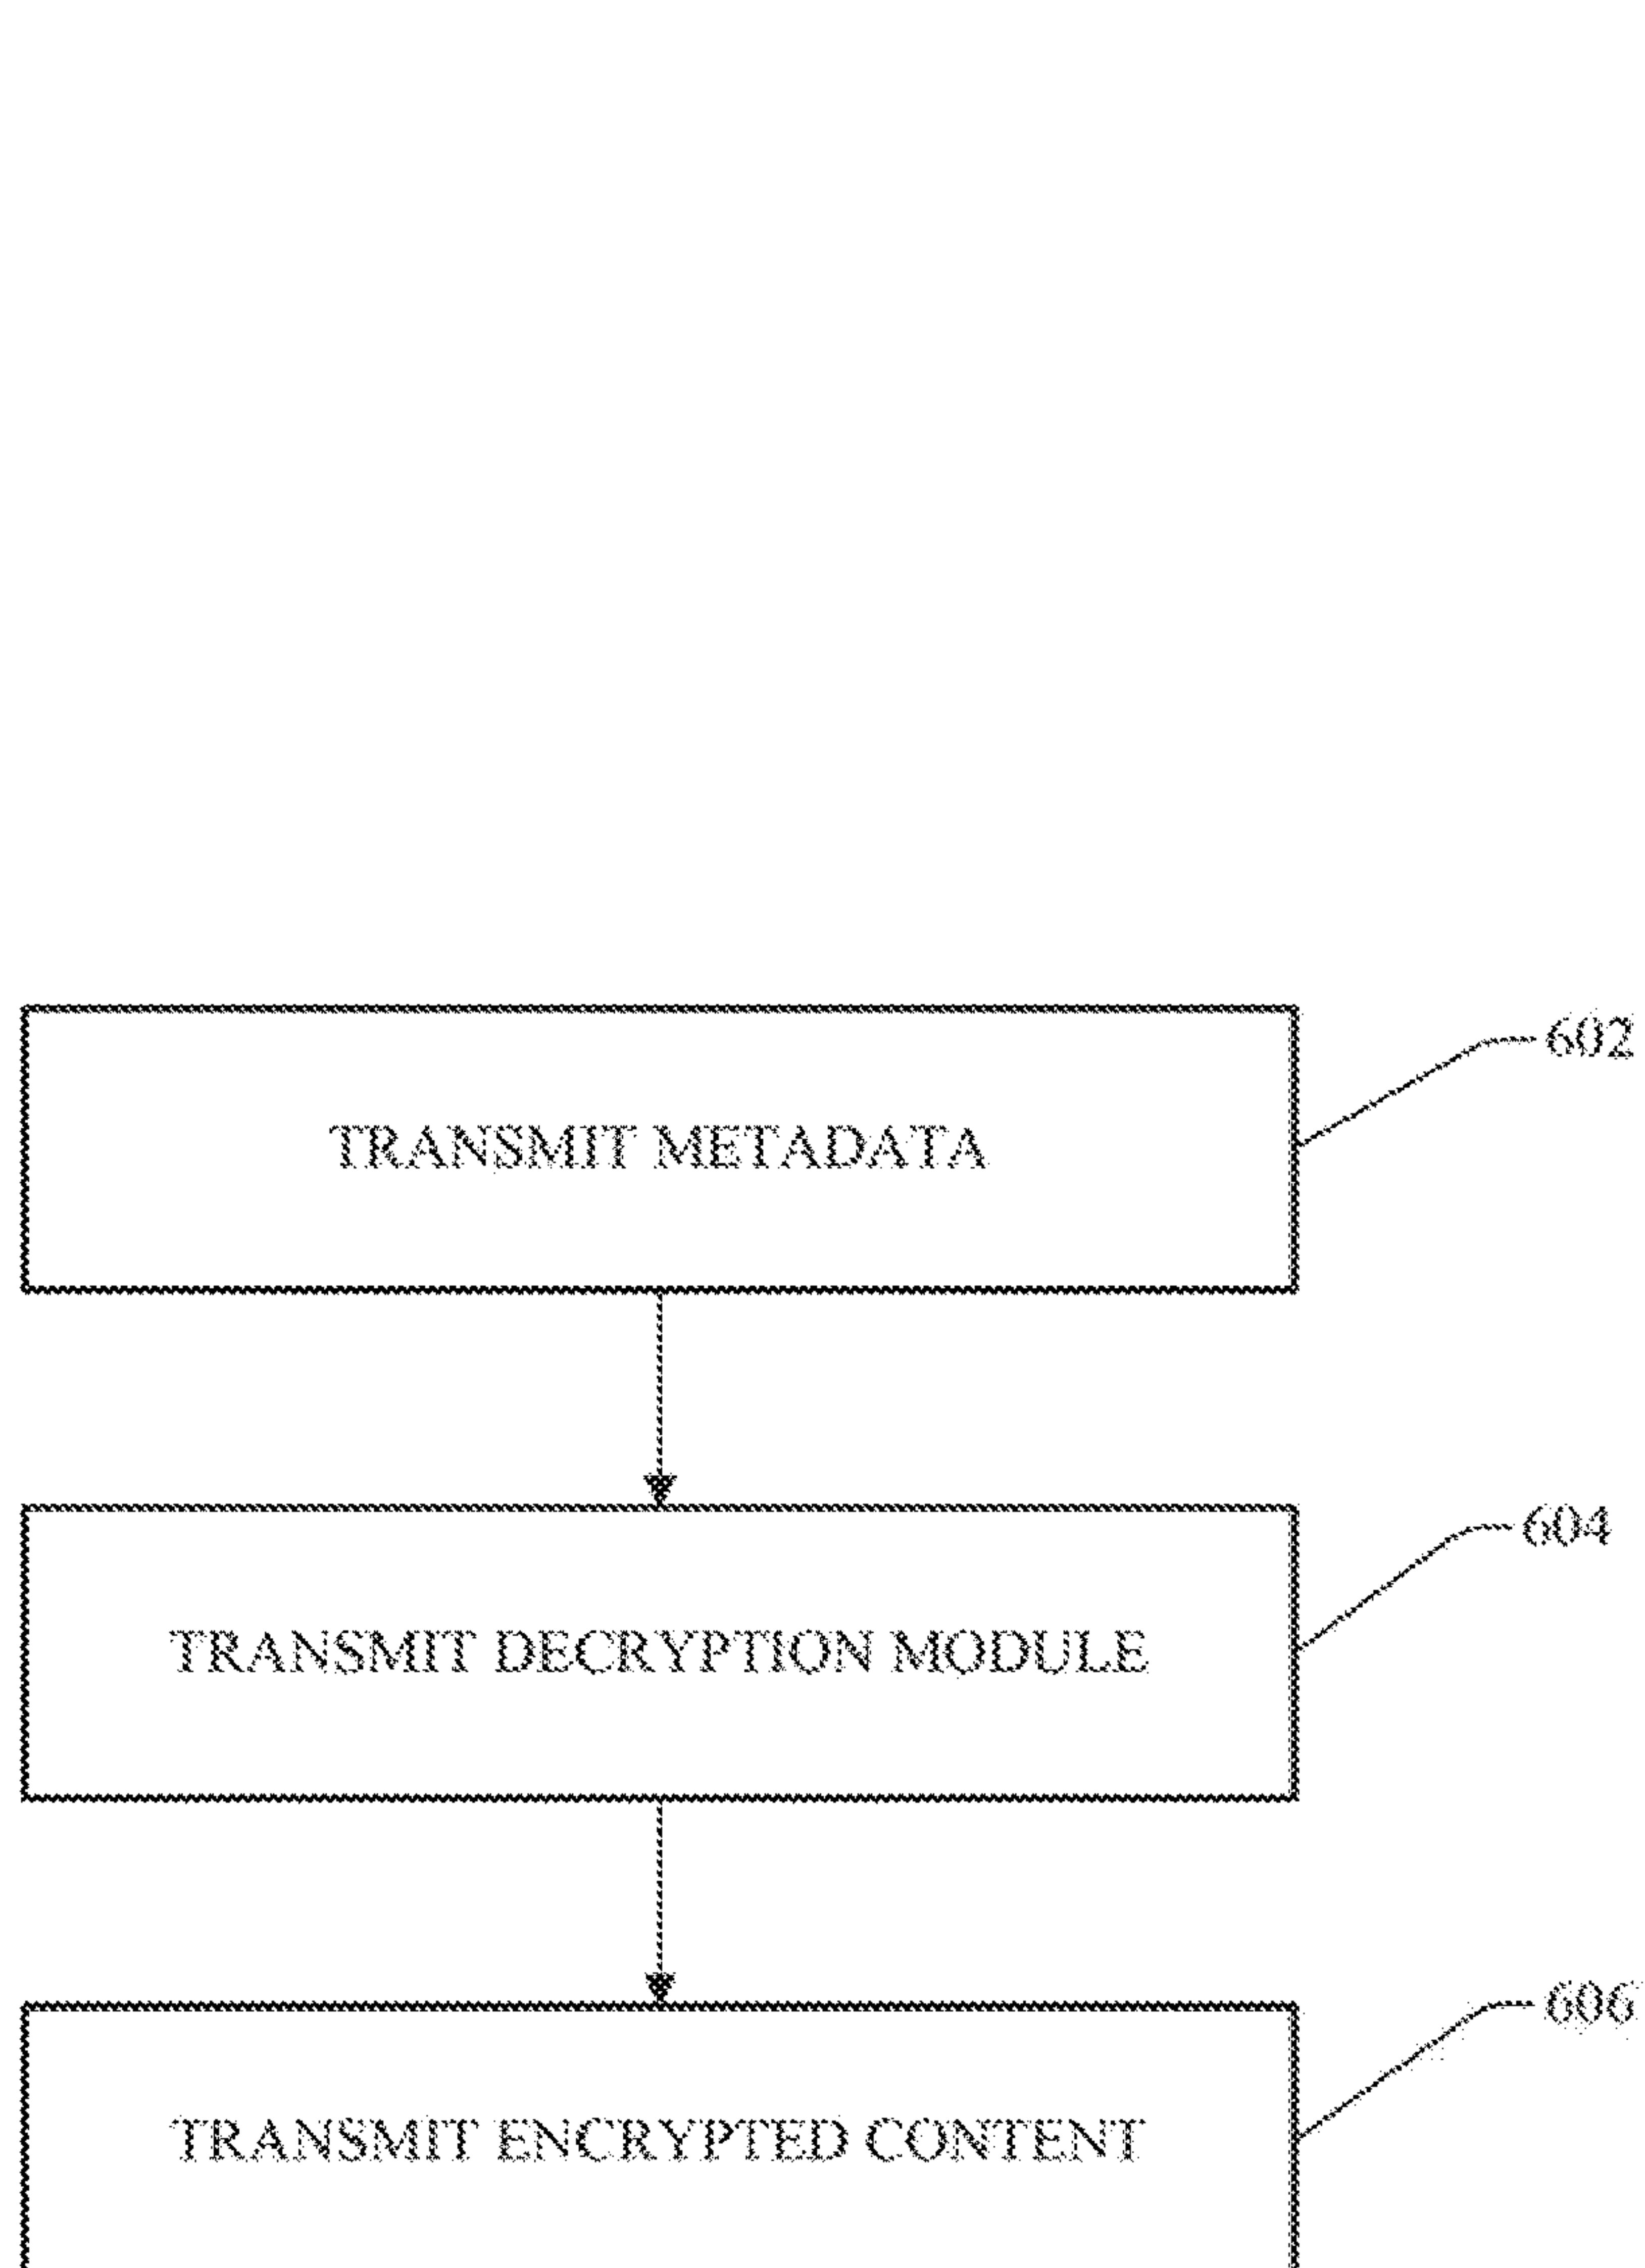 602
TRANSMIT METADATA
604
TRANSMIT DECRYPTION MODULE
606
TRANSMIT ENCRYPTED CONTENT